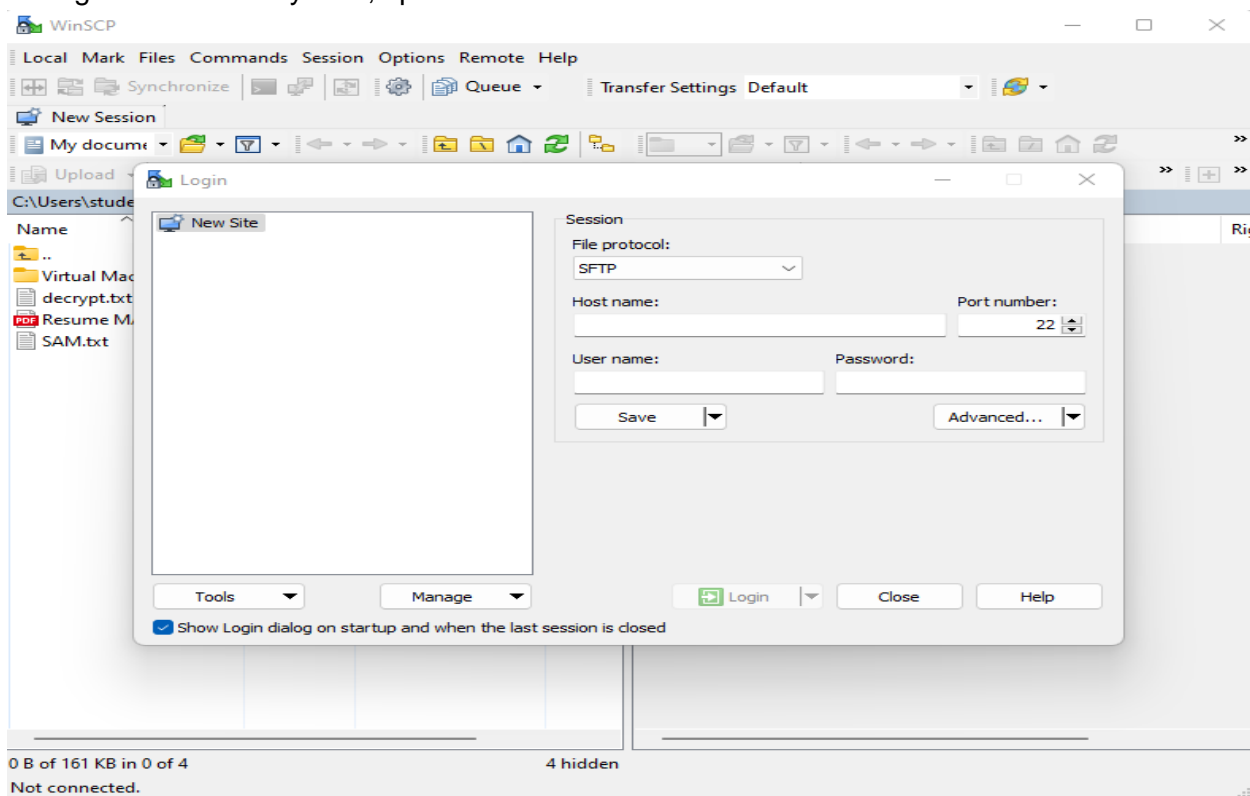 WinSCP
Local Mark Files Commands Session Options Remote Help
Synchronize Queue Transfer Settings Default
New Session
My docume
Upload
Login
C:\Users\stude
Name
..
Virtual Mac
decrypt.txt
PDF Resume M
SAM.txt
New Site
Session
File protocol:
SFTP
Host name: Port number:
22
User name: Password:
Save Advanced...
Tools Manage Login Close Help
Show Login dialog on startup and when the last session is closed
0 B of 161 KB in 0 of 4 4 hidden
Not connected.